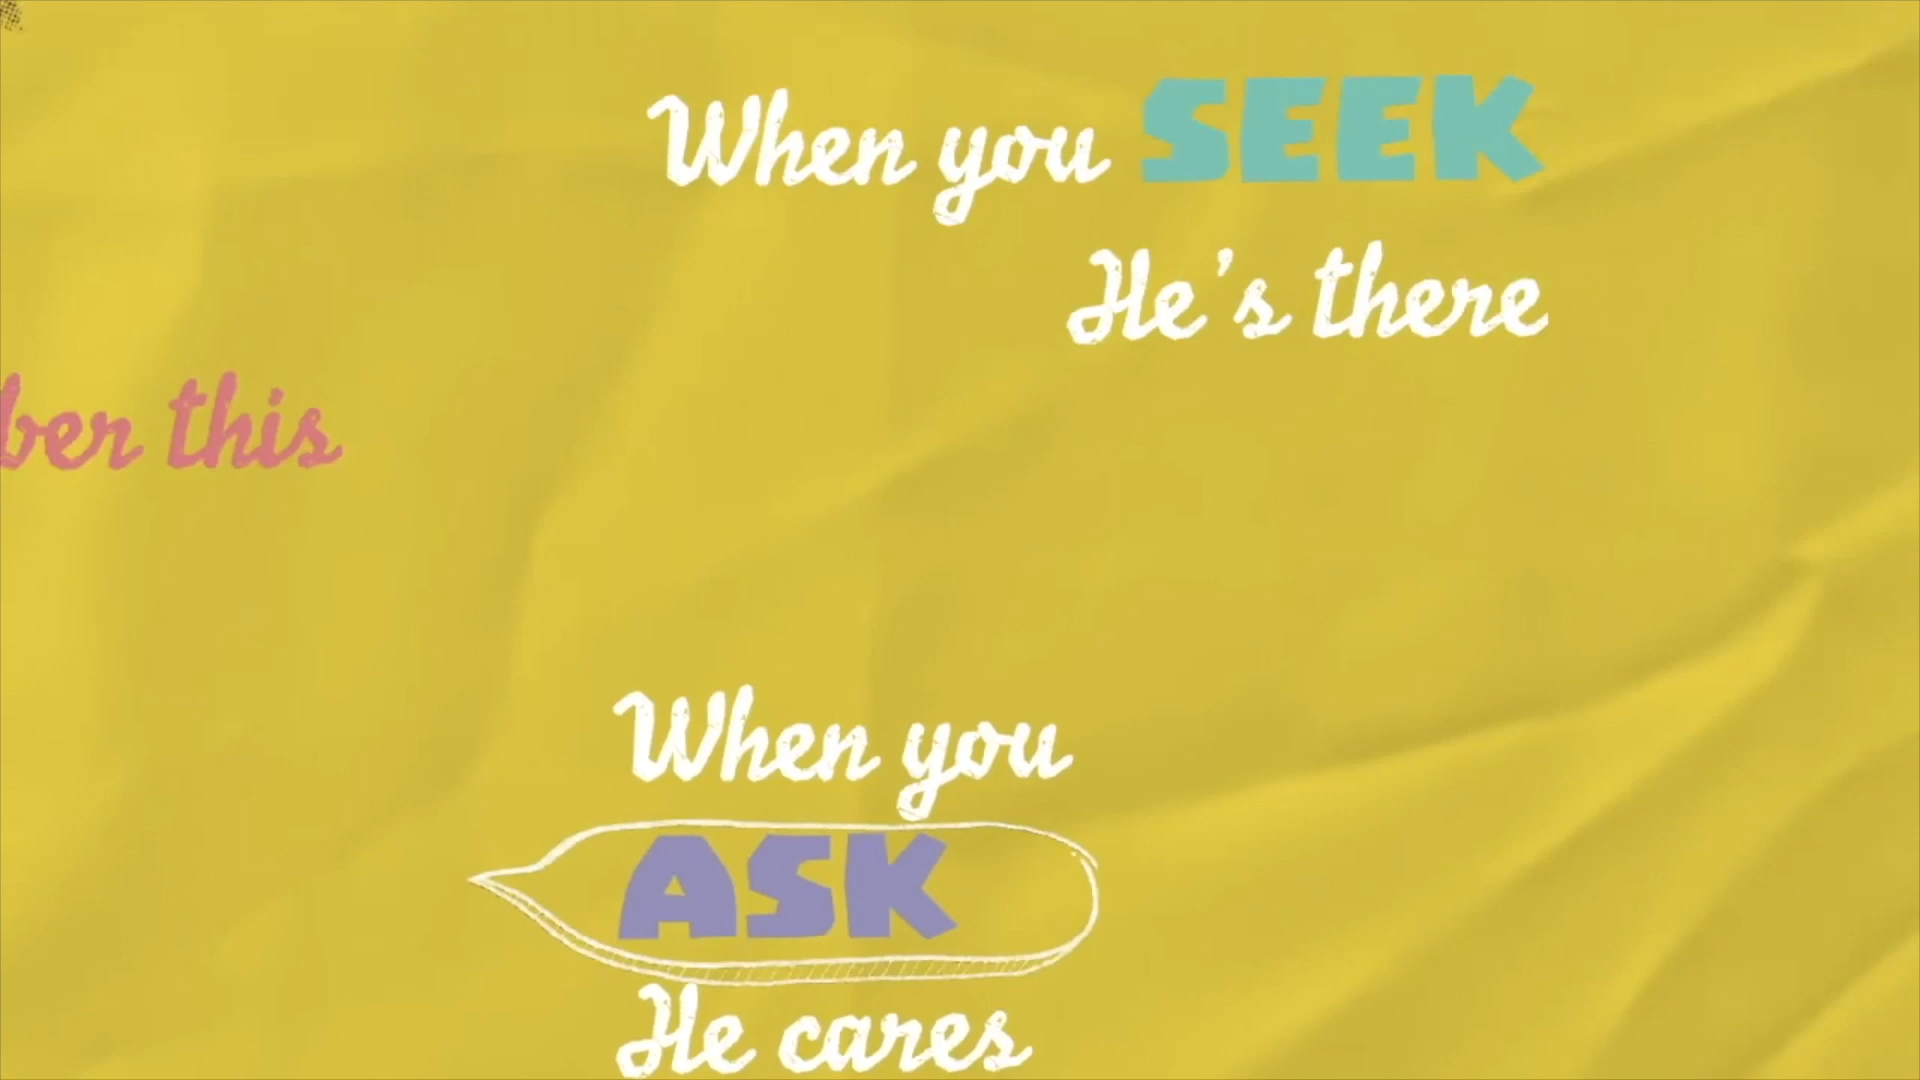 When you SEEK
He's there
ber this
When you
ASK
He cares